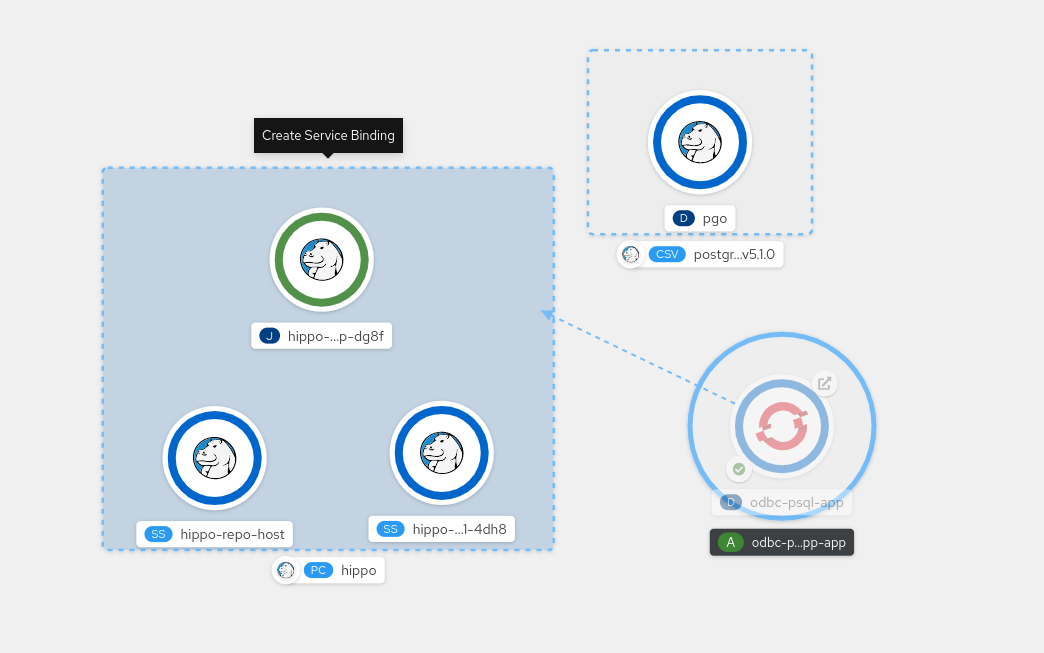 Create Service Binding
D pgo
CSV postgr...v5.1.0
J hippo-...p-dg8f
SS hippo-repo-host
SS hippo-...1-4dh8
PC hippo
D odbc-psql-app
A odbc-p...pp-app